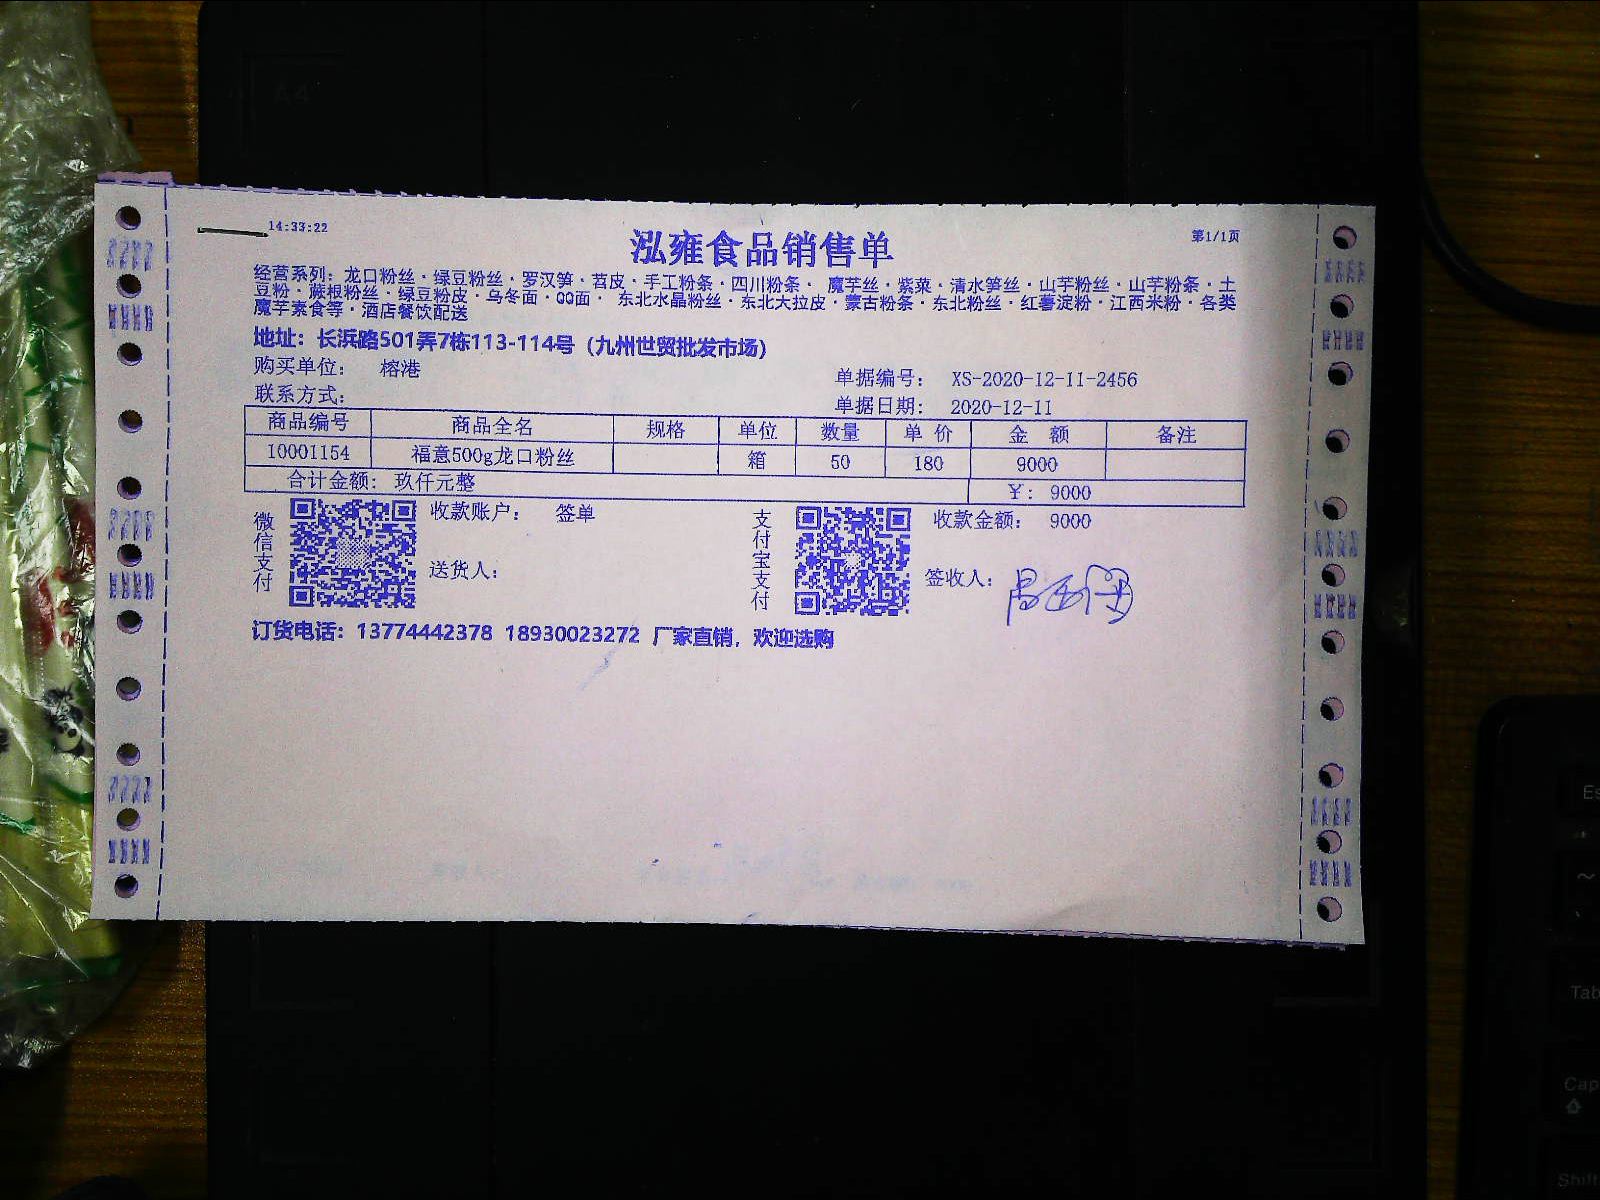 14:33:22
泓雍食品销售单
第1/1页
经营系列：龙口粉丝·绿豆粉丝·罗汉笋·苕皮·手工粉条·四川粉条· 魔芋丝·紫菜·清水笋丝·山芋粉丝·山芋粉条·土
豆粉·蕨根粉丝·绿豆粉皮·乌冬面·QQ面· 东北水晶粉丝·东北大拉皮·蒙古粉条·东北粉丝·红薯淀粉·江西米粉·各类
魔芋素食等·酒店餐饮配送
地址：长浜路501弄7栋113-114号（九州世贸批发市场）
购买单位： 榕港
单据编号： XS-2020-12-11-2456
联系方式：
单据日期： 2020-12-11
商品编号 商品全名 规格 单位 数量 单 价 金 额 备注
10001154 福意500g龙口粉丝 箱 50 180 9000
合计金额： 玖仟元整 ￥: 9000
微信支付
收款账户： 签单
送货人：
支付宝支付
收款金额： 9000
签收人：
订货电话：13774442378 18930023272 厂家直销，欢迎选购
A4
Tab
Cap
Shift